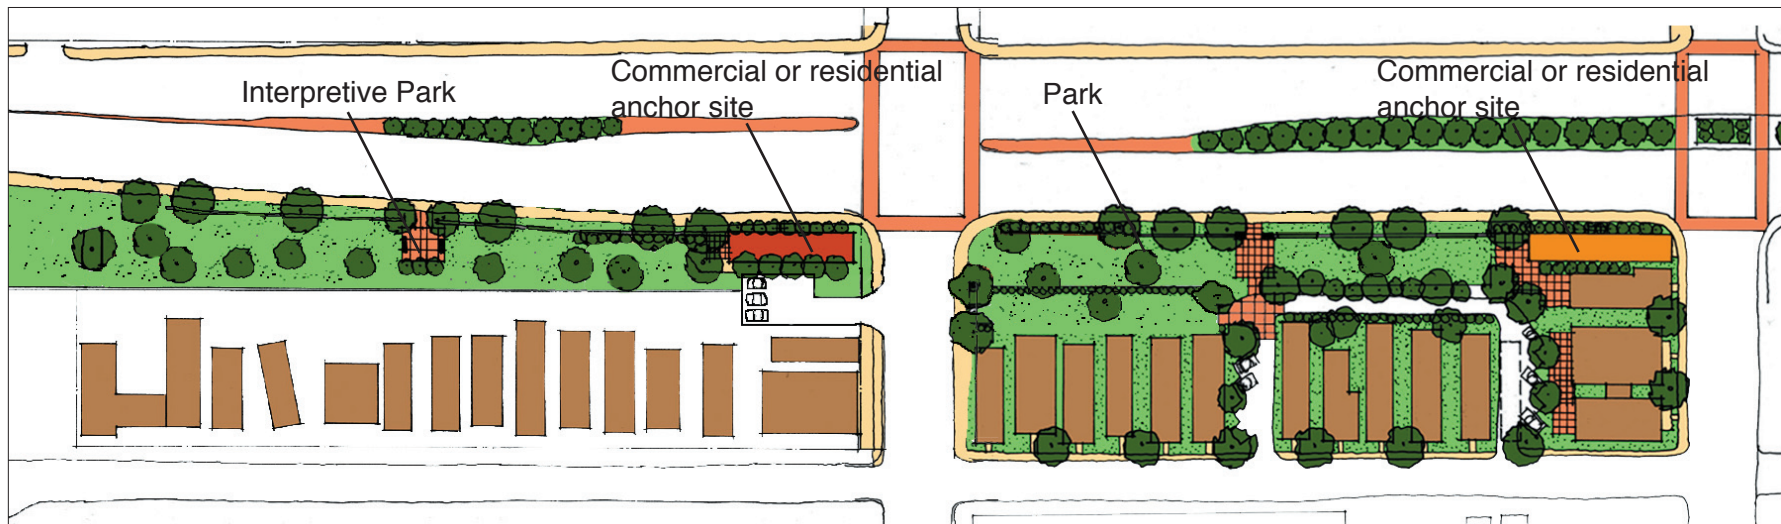 Interpretive Park
Commercial or residential
anchor site
Park
Commercial or residential
anchor site